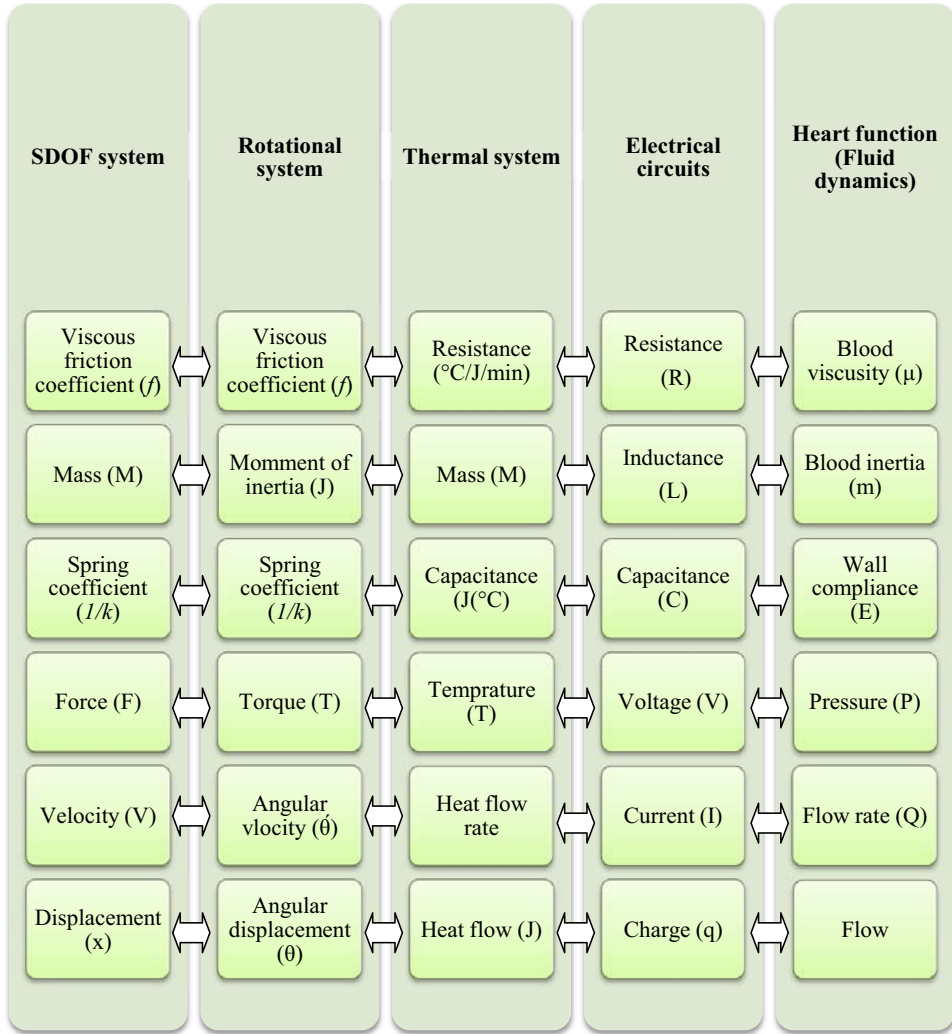 SDOF system
Rotational
system
Thermal system
Electrical
circuits
Heart function
(Fluid
dynamics)
Viscous
friction
coefficient (f)
Viscous
friction
coefficient (f)
Resistance
(°C/J/min)
Resistance
(R)
Blood
viscusity (μ)
Mass (M)
Momment of
inertia (J)
Mass (M)
Inductance
(L)
Blood inertia
(m)
Spring
coefficient
(1/k)
Spring
coefficient
(1/k)
Capacitance
(J(°C)
Capacitance
(C)
Wall
compliance
(E)
Force (F)
Torque (T)
Temprature
(T)
Voltage (V)
Pressure (P)
Velocity (V)
Angular
vlocity (θ́)
Heat flow
rate
Current (I)
Flow rate (Q)
Displacement
(x)
Angular
displacement
(θ)
Heat flow (J)
Charge (q)
Flow